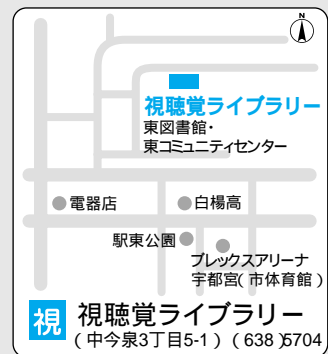 N
視聴覚ライブラリー
東図書館・
東コミュニティセンター
電器店
白楊高
駅東公園
ブレックスアリーナ
宇都宮(市体育館)
視 視聴覚ライブラリー
(中今泉3丁目5-1)(638)5704